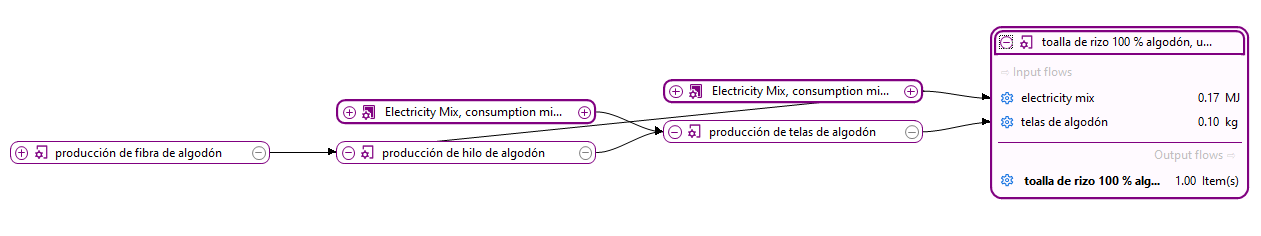 toalla de rizo 100 % algodón, u...
⇨ Input flows
Electricity Mix, consumption mi...
electricity mix 0.17 MJ
Electricity Mix, consumption mi...
telas de algodón 0.10 kg
producción de telas de algodón
producción de fibra de algodón
producción de hilo de algodón
Output flows ⇨
toalla de rizo 100 % alg... 1.00 Item(s)